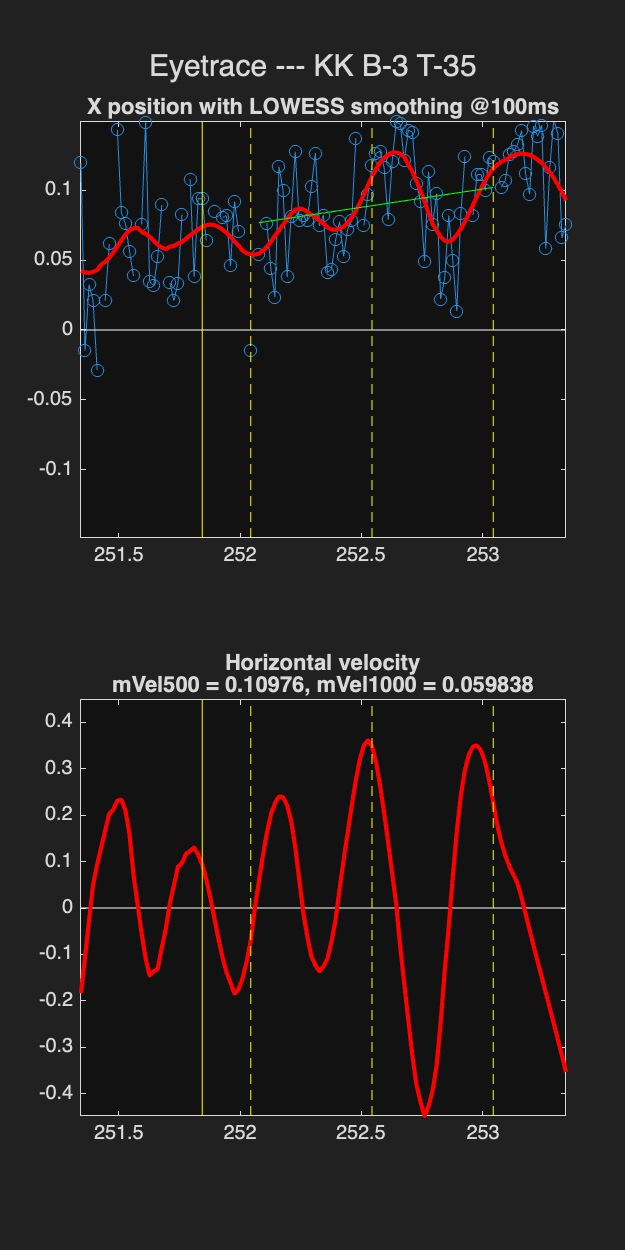 Eyetrace --- KK B-3 T-35
X position with LOWESS smoothing @100ms
0.1
0.05
0
-0.05
-0.1
251.5 252 252.5 253
Horizontal velocity
mVel500 = 0.10976, mVel1000 = 0.059838
0.4
0.3
0.2
0.1
0
-0.1
-0.2
-0.3
-0.4
251.5 252 252.5 253